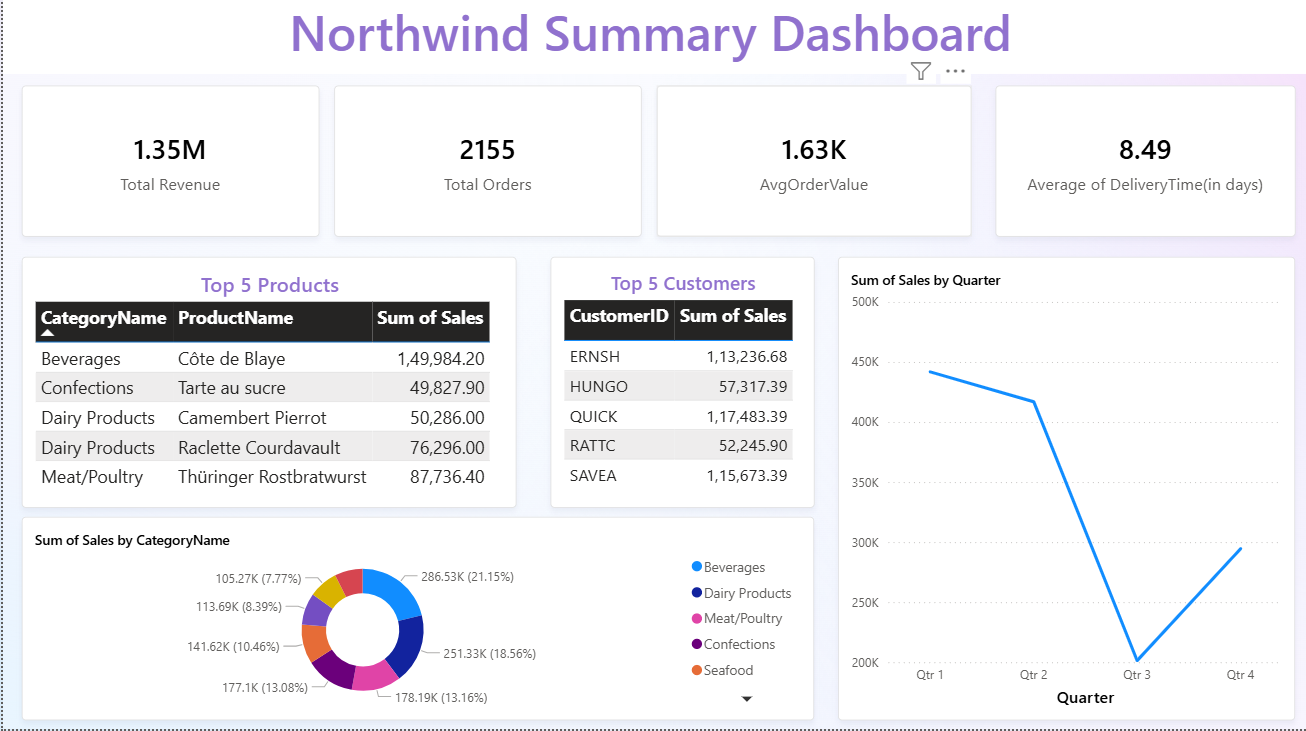 Northwind Summary Dashboard
1.35M
Total Revenue
2155
Total Orders
1.63K
AvgOrderValue
8.49
Average of DeliveryTime(in days)
Top 5 Products
CategoryName ProductName Sum of Sales
Beverages Côte de Blaye 1,49,984.20
Confections Tarte au sucre 49,827.90
Dairy Products Camembert Pierrot 50,286.00
Dairy Products Raclette Courdavault 76,296.00
Meat/Poultry Thüringer Rostbratwurst 87,736.40
Top 5 Customers
CustomerID Sum of Sales
ERNSH 1,13,236.68
HUNGO 57,317.39
QUICK 1,17,483.39
RATTC 52,245.90
SAVEA 1,15,673.39
Sum of Sales by Quarter
500K
450K
400K
350K
300K
250K
200K
Qtr 1 Qtr 2 Qtr 3 Qtr 4
Quarter
Sum of Sales by CategoryName
105.27K (7.77%)
113.69K (8.39%)
141.62K (10.46%)
177.1K (13.08%)
286.53K (21.15%)
251.33K (18.56%)
178.19K (13.16%)
Beverages
Dairy Products
Meat/Poultry
Confections
Seafood